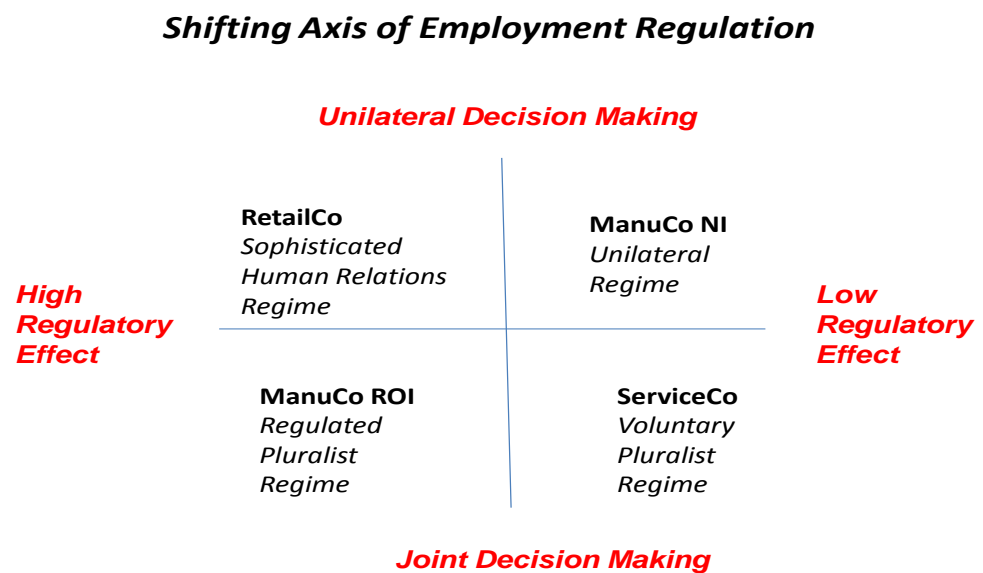 Shifting Axis of Employment Regulation
Unilateral Decision Making
RetailCo
Sophisticated
Human Relations
Regime
ManuCo NI
Unilateral
Regime
High
Regulatory
Effect
Low
Regulatory
Effect
ManuCo ROI
Regulated
Pluralist
Regime
ServiceCo
Voluntary
Pluralist
Regime
Joint Decision Making